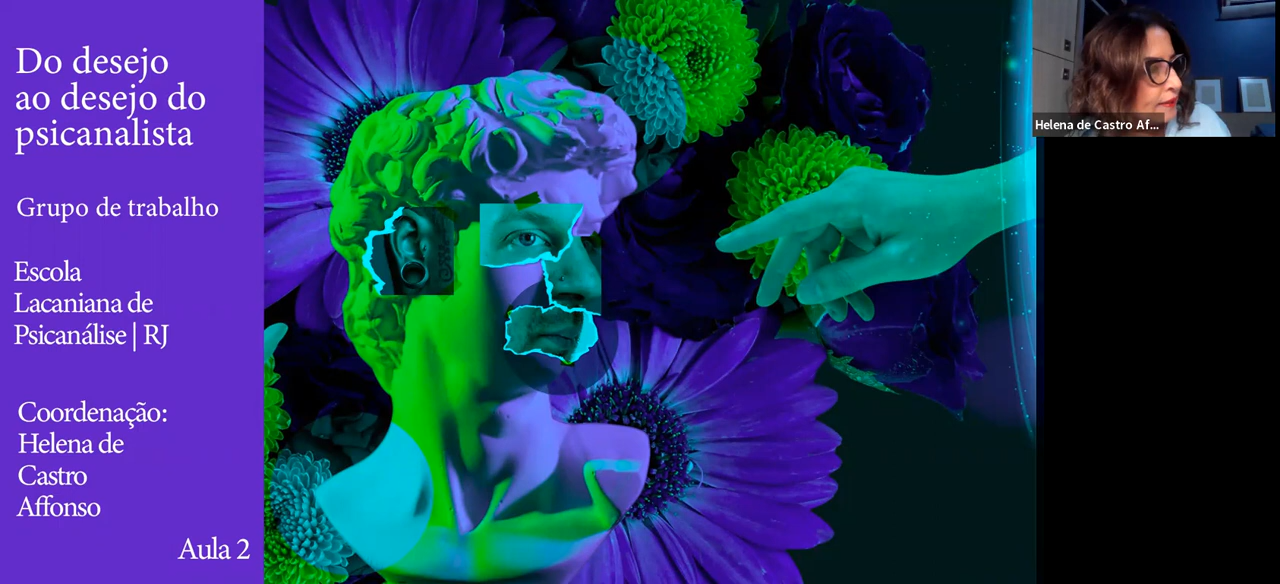 Do desejo
ao desejo do
psicanalista
Grupo de trabalho
Escola
Lacaniana de
Psicanálise | RJ
Coordenação:
Helena de
Castro
Affonso
Aula 2
Helena de Castro Af...